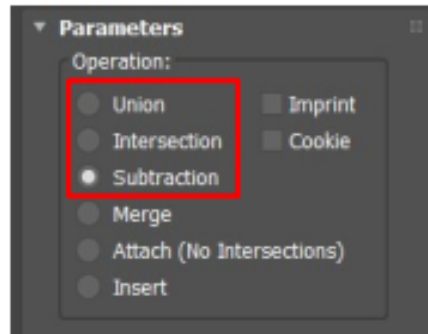 Parameters
Operation:
Union Imprint
Intersection Cookie
Subtraction
Merge
Attach (No Intersections)
Insert